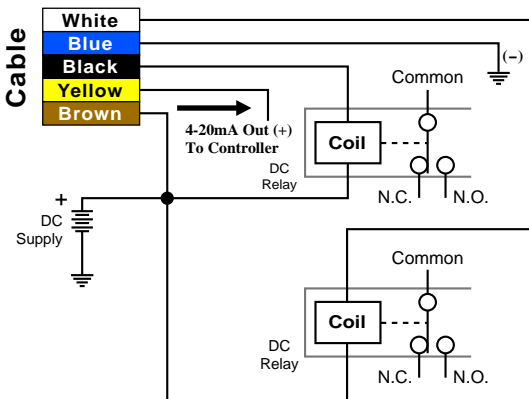 Cable
White
Blue
Black
Yellow
Brown
(−)
4-20mA Out (+)
To Controller
Common
Coil
DC
Relay
N.C.
N.O.
+
DC
Supply
Common
Coil
DC
Relay
N.C.
N.O.